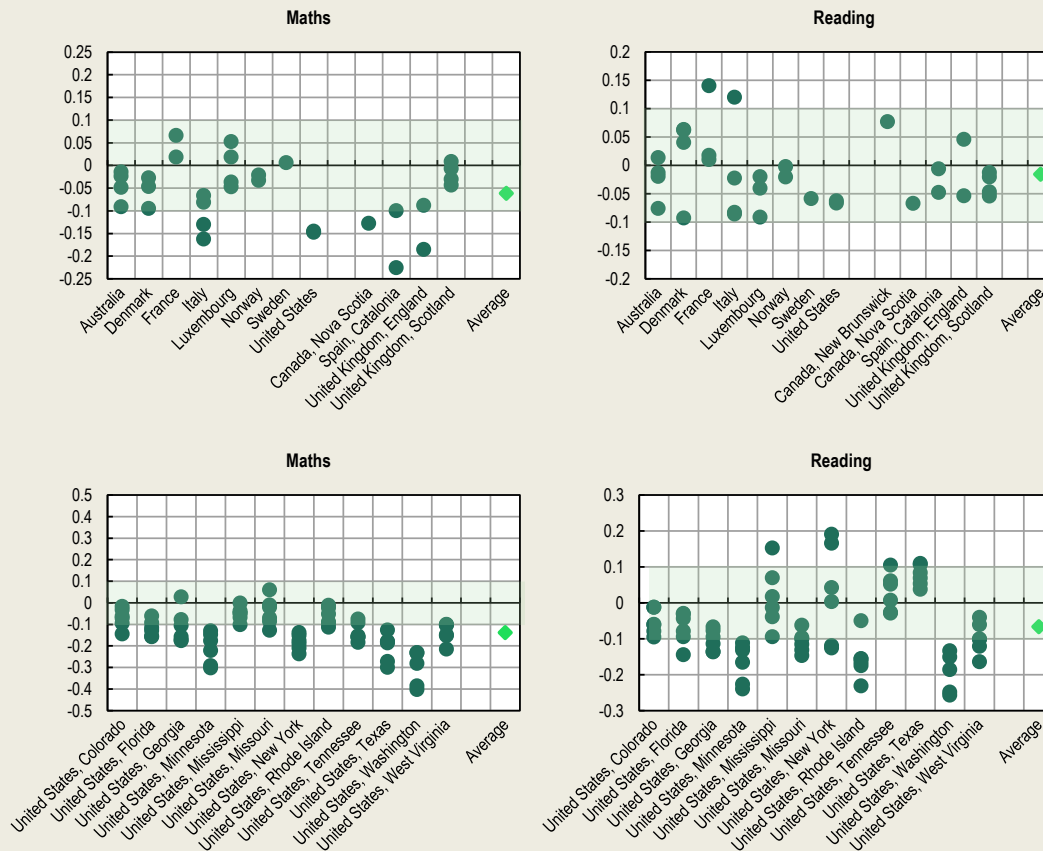 Maths
0.25
0.2
0.15
0.1
0.05
0
-0.05
-0.1
-0.15
-0.2
-0.25
Australia
Denmark
France
Italy
Luxembourg
Norway
Sweden
United States
Canada, Nova Scotia
Spain, Catalonia
United Kingdom, England
United Kingdom, Scotland
Average
Reading
0.2
0.15
0.1
0.05
0
-0.05
-0.1
-0.15
-0.2
Australia
Denmark
France
Italy
Luxembourg
Norway
Sweden
United States
Canada, New Brunswick
Canada, Nova Scotia
Spain, Catalonia
United Kingdom, England
United Kingdom, Scotland
Average
Maths
0.5
0.4
0.3
0.2
0.1
0
-0.1
-0.2
-0.3
-0.4
-0.5
United States, Colorado
United States, Florida
United States, Georgia
United States, Minnesota
United States, Mississippi
United States, Missouri
United States, New York
United States, Rhode Island
United States, Tennessee
United States, Texas
United States, Washington
United States, West Virginia
Average
Reading
0.3
0.2
0.1
0
-0.1
-0.2
-0.3
United States, Colorado
United States, Florida
United States, Georgia
United States, Minnesota
United States, Mississippi
United States, Missouri
United States, New York
United States, Rhode Island
United States, Tennessee
United States, Texas
United States, Washington
United States, West Virginia
Average